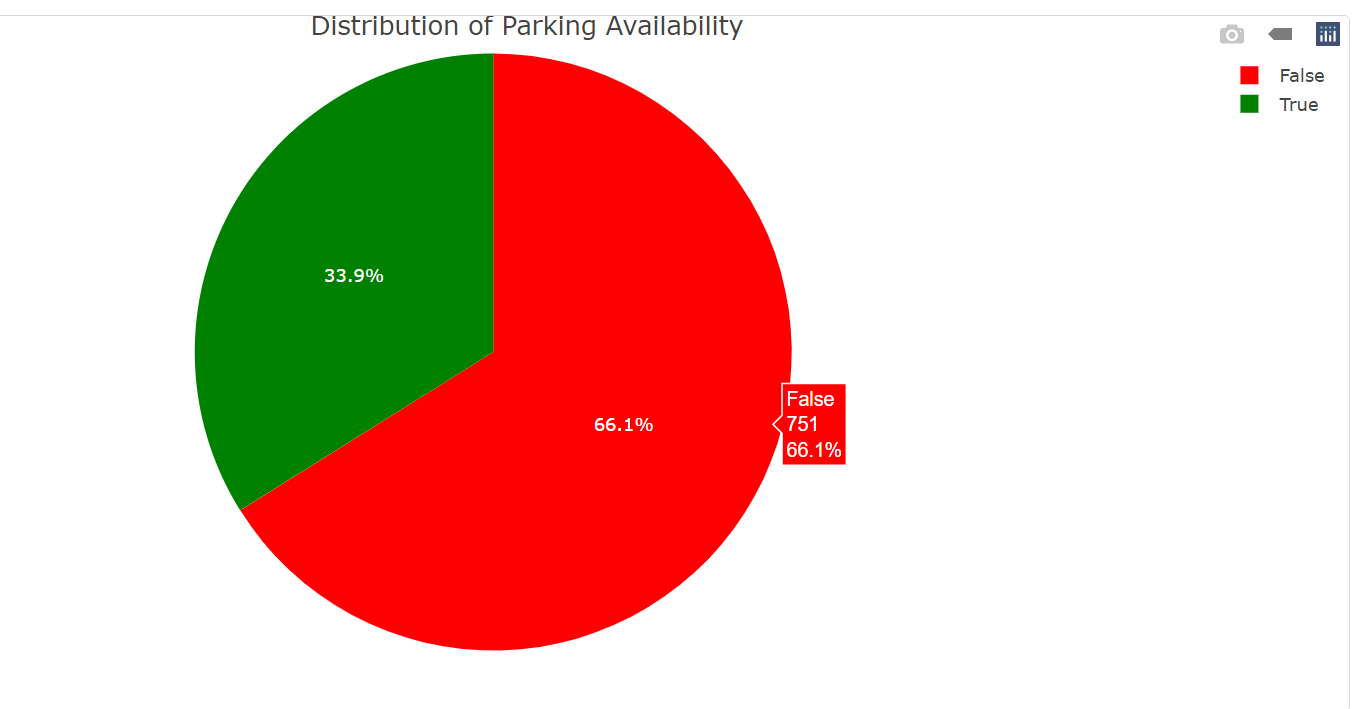 Distribution of Parking Availability
False
True
33.9%
66.1%
False
751
66.1%